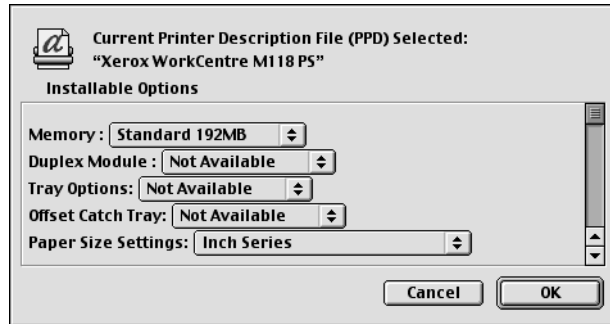 Current Printer Description File (PPD) Selected:
“Xerox WorkCentre M118 PS”
Installable Options
Memory : Standard 192MB
Duplex Module : Not Available
Tray Options: Not Available
Offset Catch Tray: Not Available
Paper Size Settings: Inch Series
Cancel OK